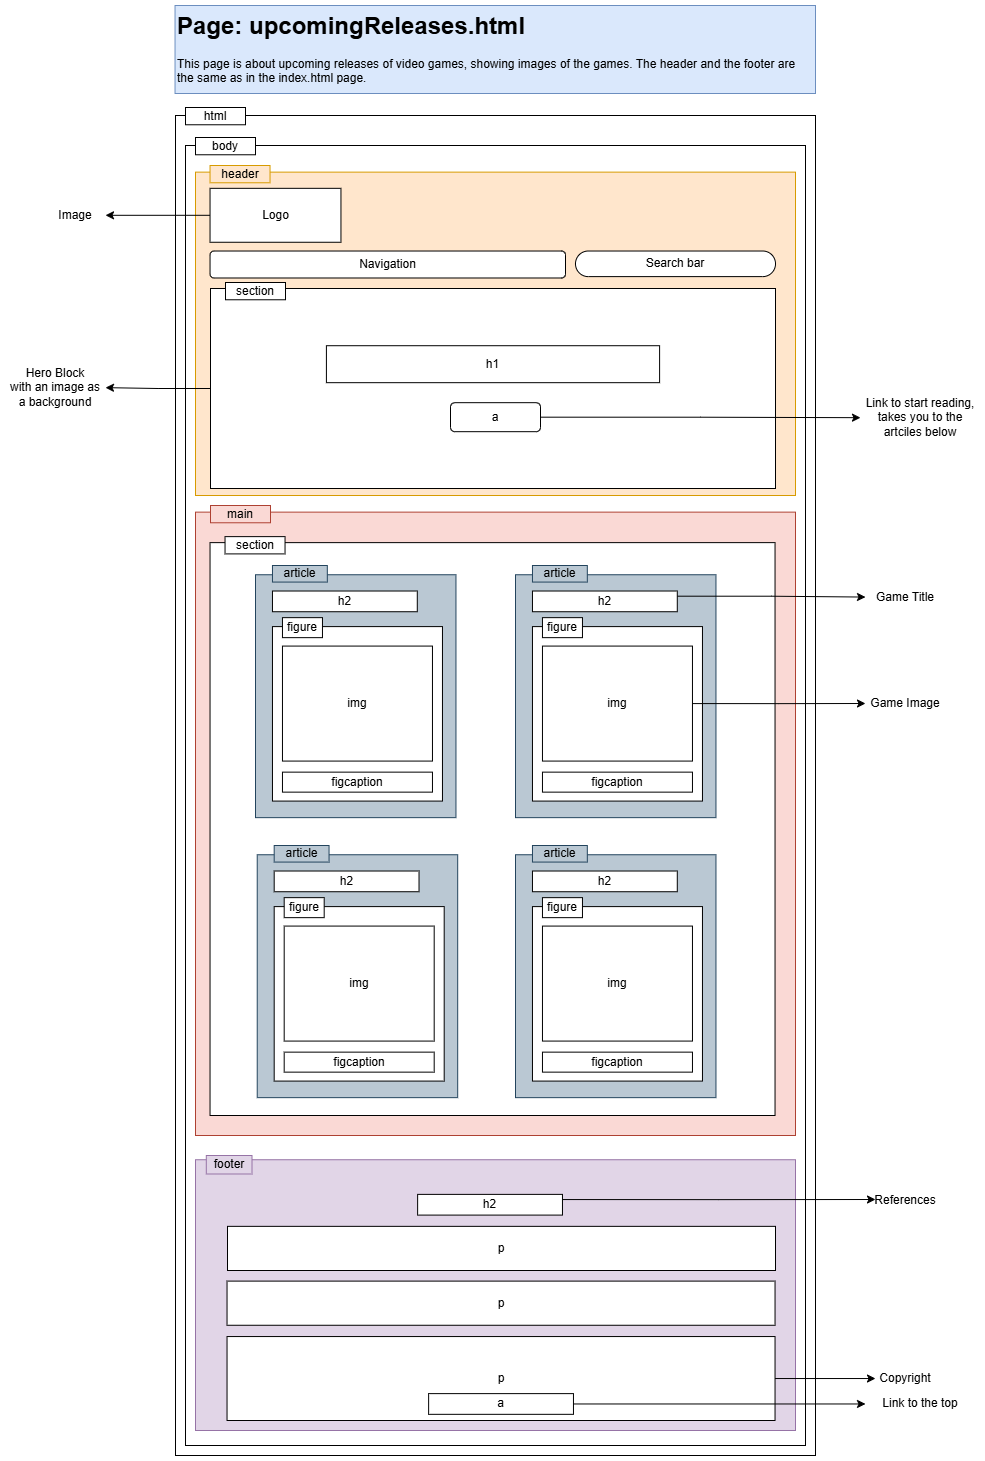 Page: upcomingReleases.html
This page is about upcoming releases of video games, showing images of the games. The header and the footer are
the same as in the index.html page.
html
body
header
Logo
Image
Navigation
Search bar
section
h1
Hero Block
with an image as
a background
a
Link to start reading,
takes you to the
artciles below
main
section
article
article
h2
h2
Game Title
figure
figure
img
img
Game Image
figcaption
figcaption
article
article
h2
h2
figure
figure
img
img
figcaption
figcaption
footer
h2
References
p
p
p
Copyright
a
Link to the top